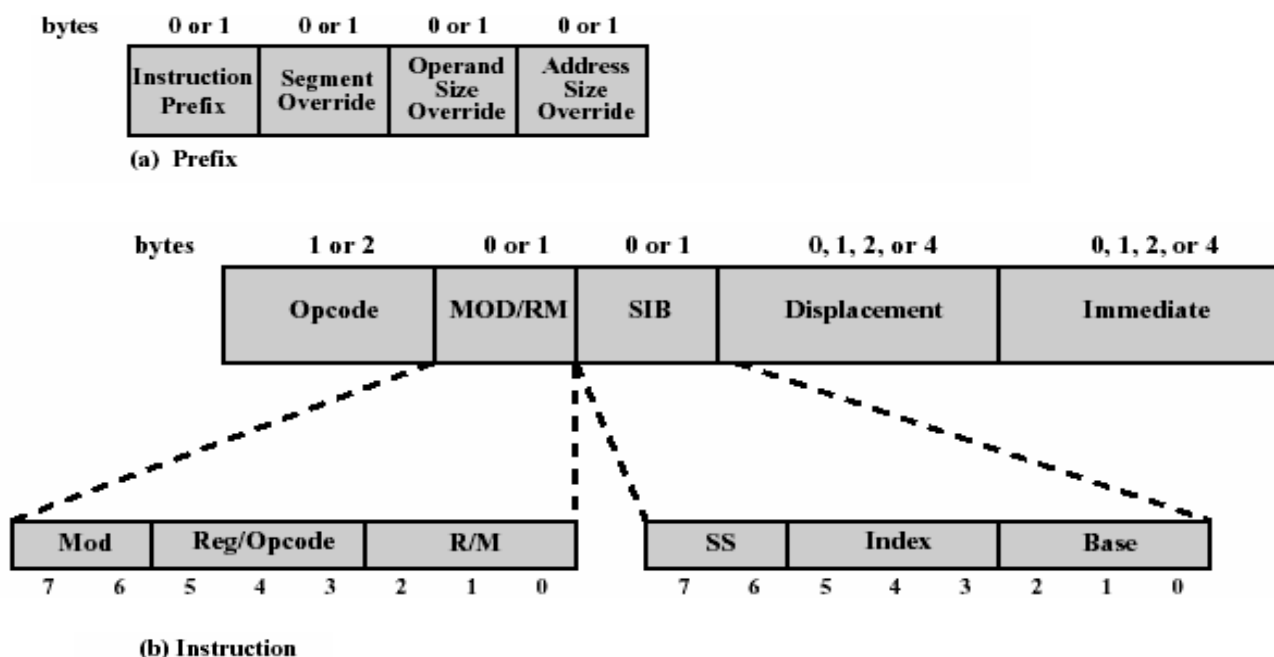 bytes 0 or 1 0 or 1 0 or 1 0 or 1
Instruction Prefix
Segment Override
Operand Size Override
Address Size Override
(a) Prefix
bytes 1 or 2 0 or 1 0 or 1 0, 1, 2, or 4 0, 1, 2, or 4
Opcode MOD/RM SIB Displacement Immediate
Mod Reg/Opcode R/M SS Index Base
7 6 5 4 3 2 1 0 7 6 5 4 3 2 1 0
(b) Instruction